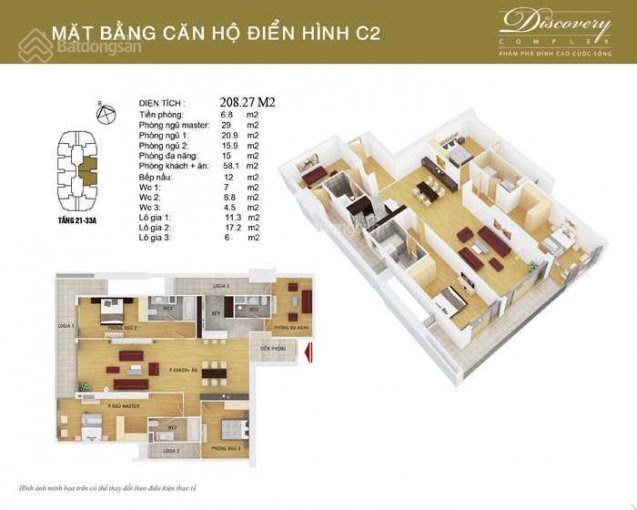 Batdongsan
MẶT BẰNG CĂN HỘ ĐIỂN HÌNH C2
Discovery
COMPLEX
KHÁM PHÁ ĐỈNH CAO CUỘC SỐNG
DIỆN TÍCH : 208.27 M2
Tiền phòng: 6.8 m2
Phòng ngủ master: 29 m2
Phòng ngủ 1: 20.9 m2
Phòng ngủ 2: 15.9 m2
Phòng đa năng: 15 m2
Phòng khách + ăn: 58.1 m2
Bếp nấu: 12 m2
Wc 1: 7 m2
Wc 2: 6.8 m2
Wc 3: 4.5 m2
Lô gia 1: 11.3 m2
Lô gia 2: 17.2 m2
Lô gia 3: 6 m2
TẦNG 21-33A
LOGIA 3
LOGIA 1
PHÒNG NGỦ 2
BẾP
PHÒNG ĐA NĂNG
TIỀN PHÒNG
P.KHÁCH+ ĂN
P.NGỦ MASTER
WC1
LOGIA 2
PHÒNG NGỦ 3
Hình ảnh minh họa trên có thể thay đổi theo điều kiện thực tế